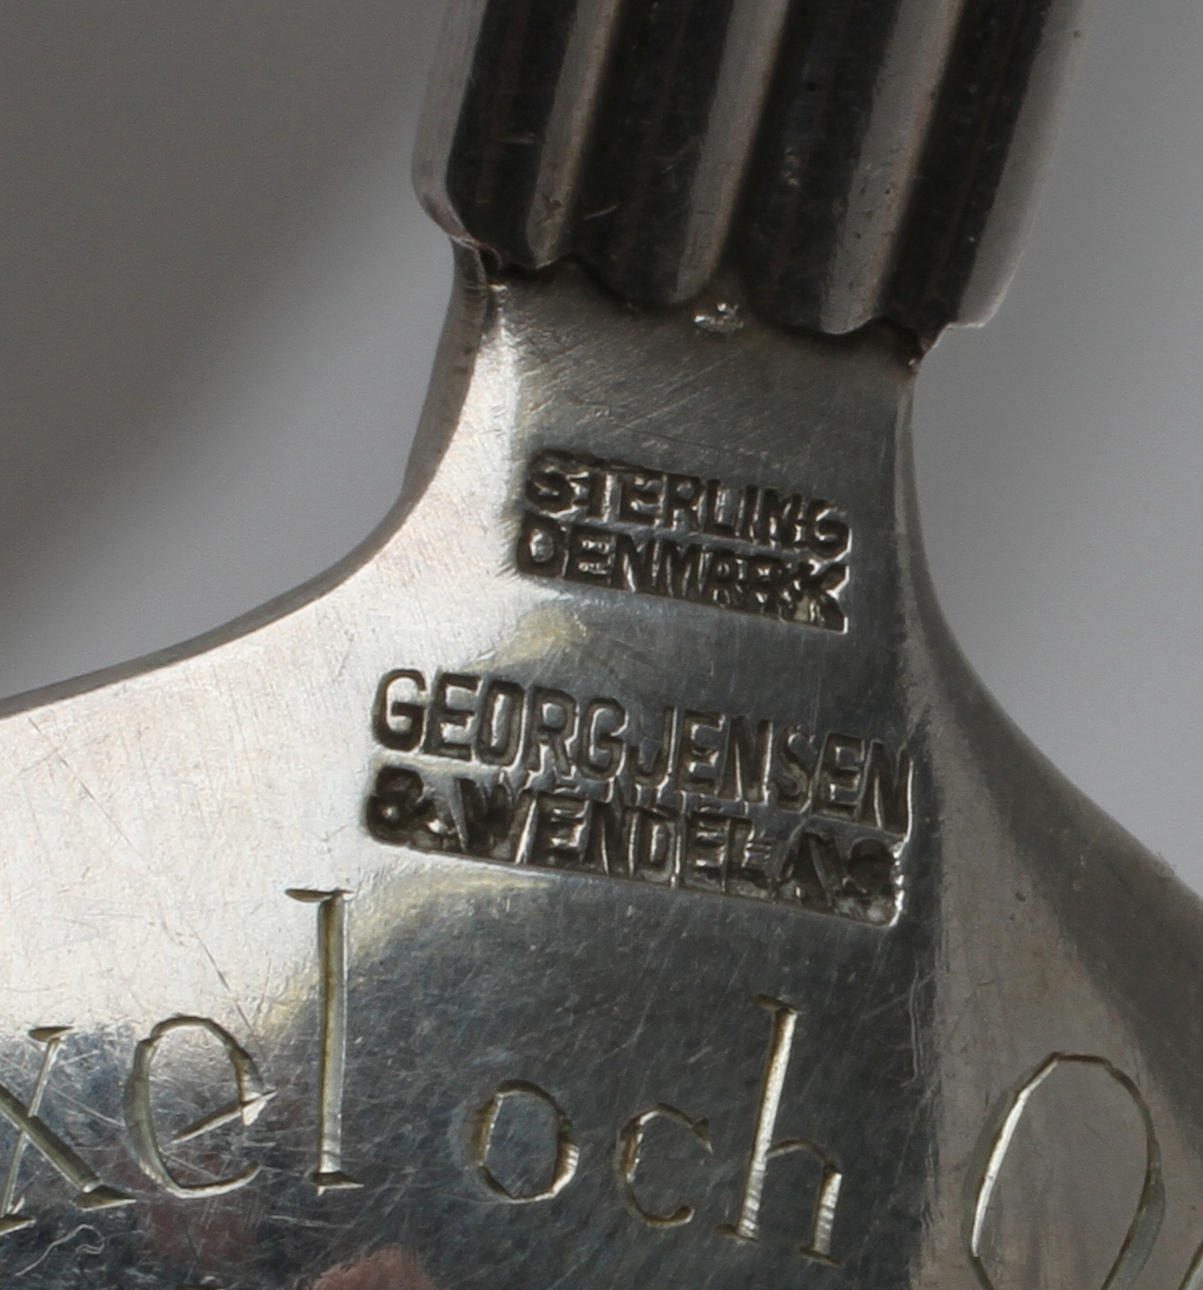 STERLING
DENMARK
GEORG JENSEN
& WENDEL A/S
xel och O